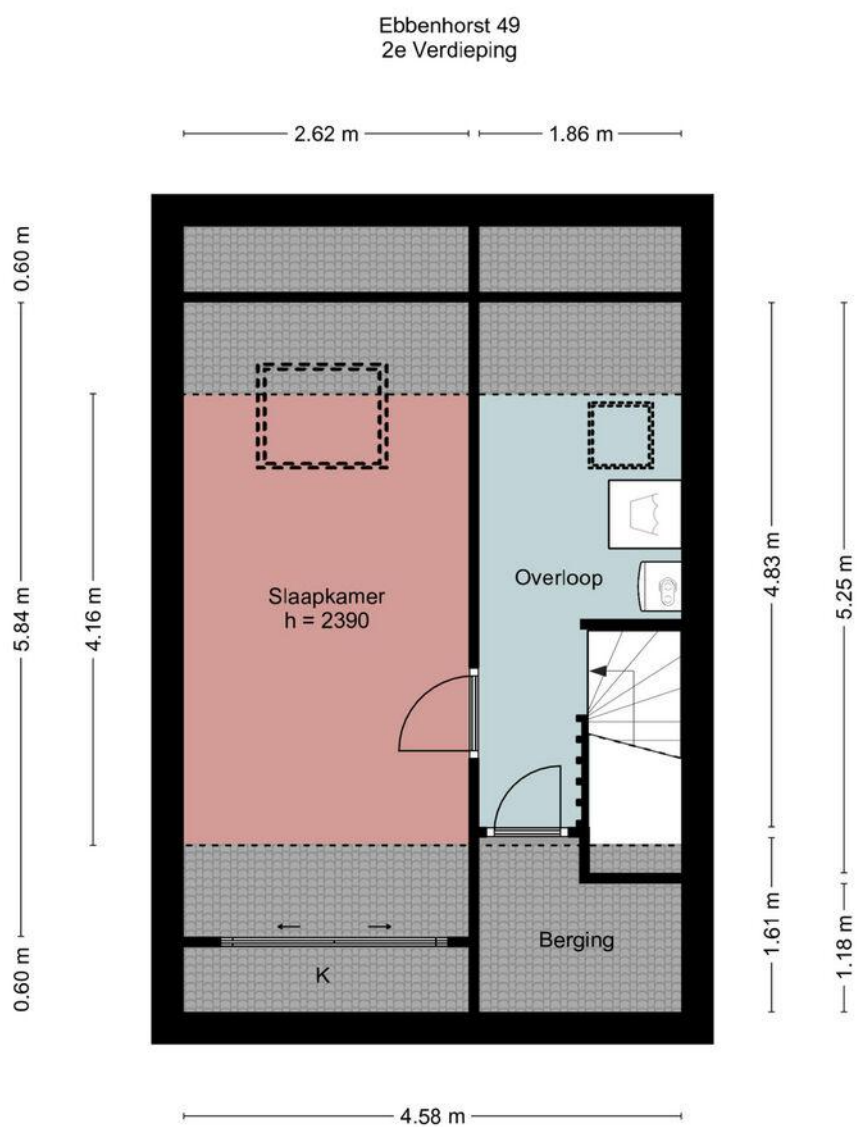 Ebbenhorst 49
2e Verdieping
2.62 m
1.86 m
0.60 m
5.84 m
4.16 m
0.60 m
Slaapkamer
h = 2390
Overloop
4.83 m
5.25 m
1.61 m
1.18 m
Berging
K
4.58 m